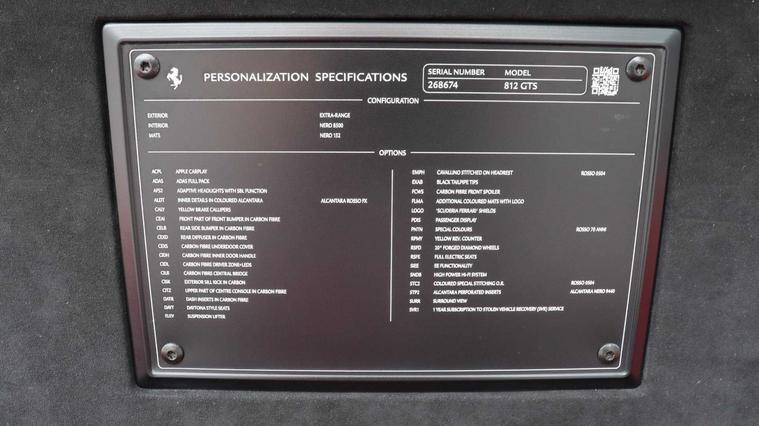 PERSONALIZATION SPECIFICATIONS
SERIAL NUMBER MODEL
268674 812 GTS
CONFIGURATION
EXTERIOR EXTRA-RANGE
INTERIOR NERO 8500
MATS NERO 152
OPTIONS
ACPL APPLE CARPLAY
ADAS ADAS FULL PACK
AFS2 ADAPTIVE HEADLIGHTS WITH SBL FUNCTION
ALDT INNER DETAILS IN COLOURED ALCANTARA ALCANTARA ROSSO FX
CALY YELLOW BRAKE CALLIPERS
CEAI FRONT PART OF FRONT BUMPER IN CARBON FIBRE
CELB REAR SIDE BUMPER IN CARBON FIBRE
CEXD REAR DIFFUSER IN CARBON FIBRE
CEXS CARBON FIBRE UNDERDOOR COVER
CIDH CARBON FIBRE INNER DOOR HANDLE
CIDL CARBON FIBRE DRIVER ZONE+LEDS
CILB CARBON FIBRE CENTRAL BRIDGE
CISK EXTERIOR SILL KICK IN CARBON
CITZ UPPER PART OF CENTRE CONSOLE IN CARBON FIBRE
DATR DASH INSERTS IN CARBON FIBRE
DAVT DAYTONA STYLE SEATS
ELEV SUSPENSION LIFTER
EMPH CAVALLINO STITCHED ON HEADREST ROSSO 0504
EXAB BLACK TAILPIPE TIPS
FCWS CARBON FIBRE FRONT SPOILER
FLMA ADDITIONAL COLOURED MATS WITH LOGO
LOGO "SCUDERIA FERRARI" SHIELDS
PDIS PASSENGER DISPLAY
PNTN SPECIAL COLOURS ROSSO 70 ANNI
RPMY YELLOW REV. COUNTER
RSFD 20" FORGED DIAMOND WHEELS
RSFE FULL ELECTRIC SEATS
SIEE EE FUNCTIONALITY
SNDB HIGH POWER HI-FI SYSTEM
STC2 COLOURED SPECIAL STITCHING O.R. ROSSO 0504
STP2 ALCANTARA PERFORATED INSERTS ALCANTARA NERO 9440
SURR SURROUND VIEW
SVR1 1 YEAR SUBSCRIPTION TO STOLEN VEHICLE RECOVERY (SVR) SERVICE